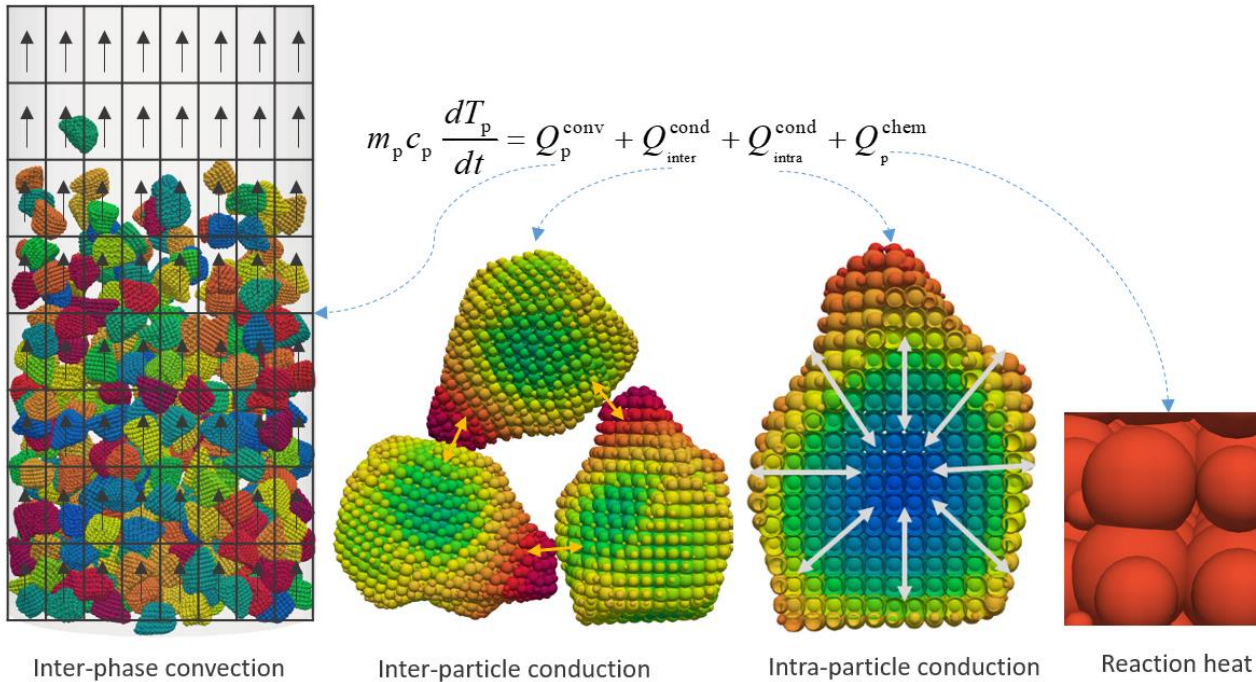 m_p c_p dT_p/dt = Q_p^conv + Q_inter^cond + Q_intra^cond + Q_p^chem
Inter-phase convection
Inter-particle conduction
Intra-particle conduction
Reaction heat